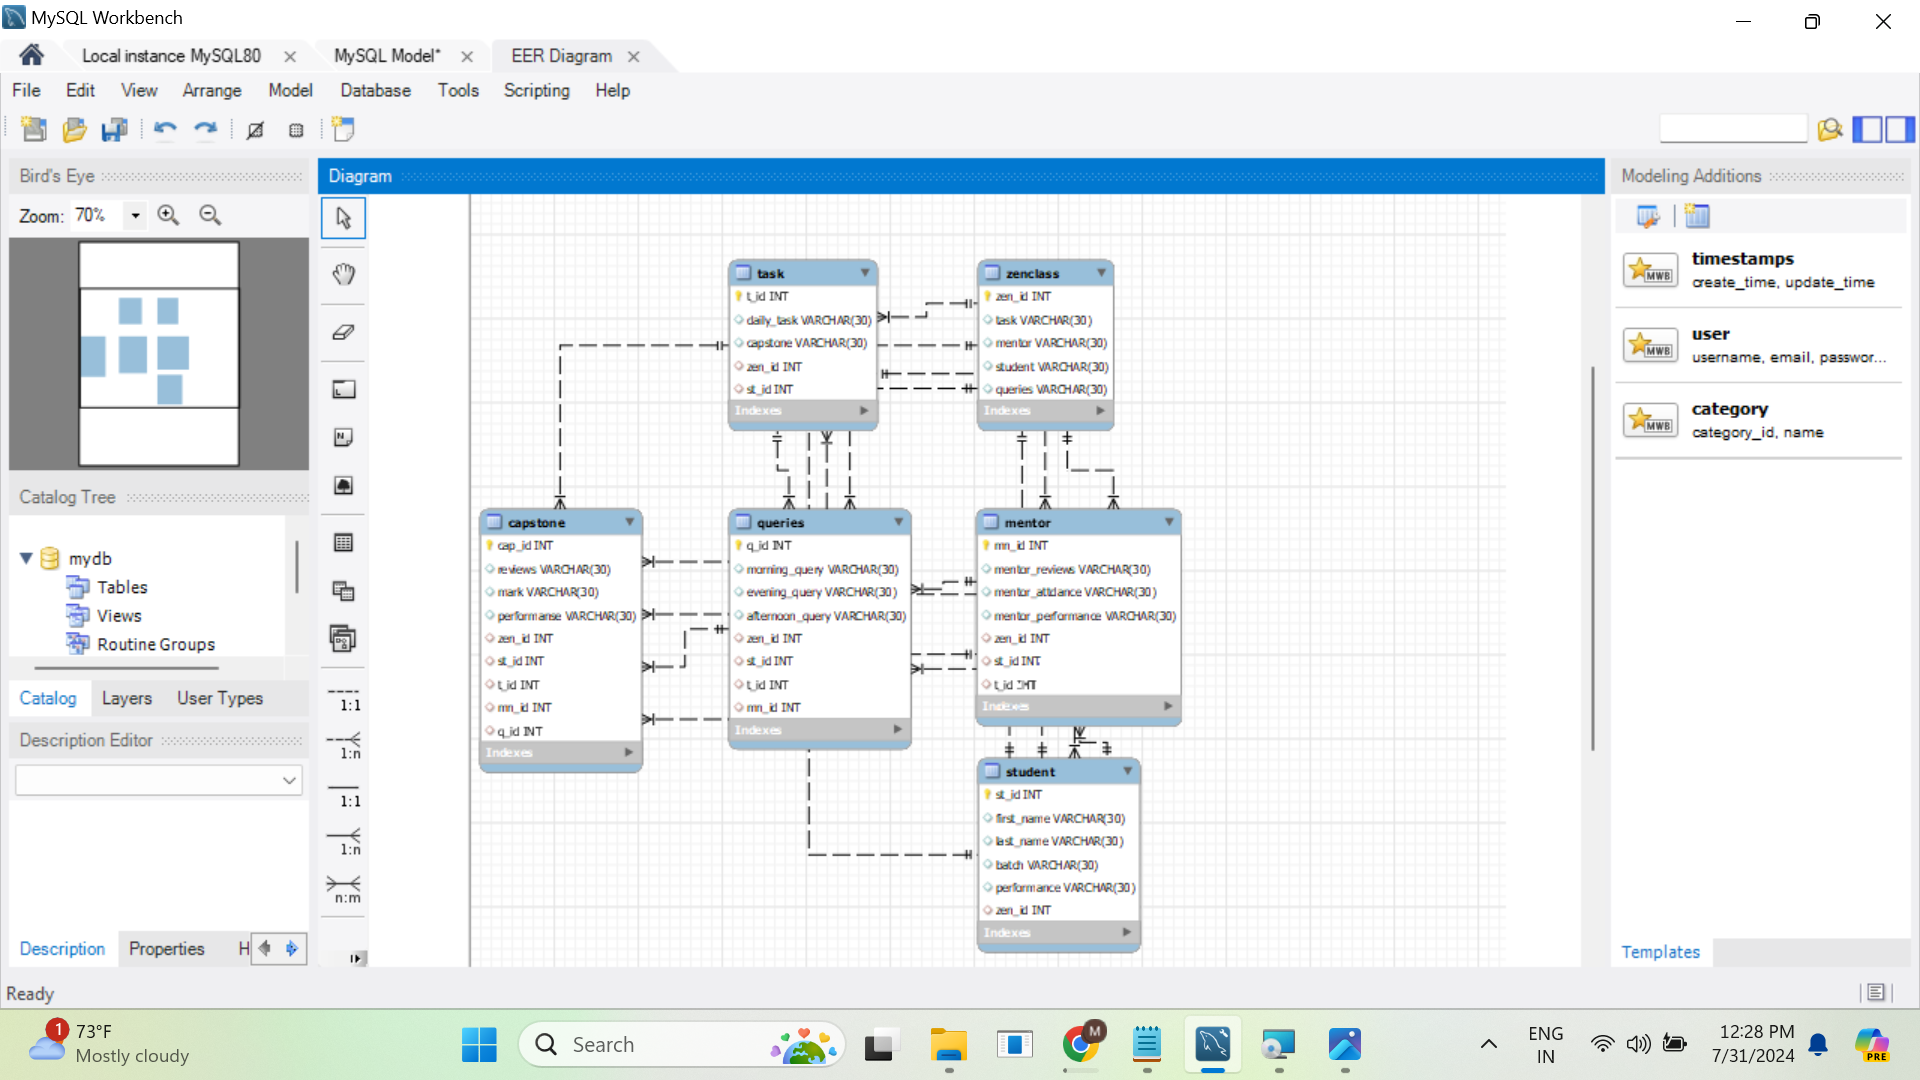 MySQL Workbench
Local instance MySQL80
MySQL Model*
EER Diagram
File Edit View Arrange Model Database Tools Scripting Help
Bird's Eye
Zoom: 70%
Catalog Tree
mydb
Tables
Views
Routine Groups
Catalog Layers User Types
Description Editor
Description Properties H
Diagram
N
1:1
1:n
1:1
1:n
n:m
task
t_id INT
daily_task VARCHAR(30)
capstone VARCHAR(30)
zen_id INT
st_id INT
Indexes
zenclass
zen_id INT
task VARCHAR(30)
mentor VARCHAR(30)
student VARCHAR(30)
queries VARCHAR(30)
Indexes
capstone
cap_id INT
reviews VARCHAR(30)
mark VARCHAR(30)
performanse VARCHAR(30)
zen_id INT
st_id INT
t_id INT
mn_id INT
q_id INT
Indexes
queries
q_id INT
morning_query VARCHAR(30)
evening_query VARCHAR(30)
afternoon_query VARCHAR(30)
zen_id INT
st_id INT
t_id INT
mn_id INT
Indexes
mentor
mn_id INT
mentor_reviews VARCHAR(30)
mentor_attdance VARCHAR(30)
mentor_performance VARCHAR(30)
zen_id INT
st_id INT
t_id INT
Indexes
student
st_id INT
first_name VARCHAR(30)
last_name VARCHAR(30)
batch VARCHAR(30)
performance VARCHAR(30)
zen_id INT
Indexes
Modeling Additions
MWB
timestamps
create_time, update_time
MWB
user
username, email, passwor...
MWB
category
category_id, name
Templates
Ready
1
73°F
Mostly cloudy
Search
M
ENG
IN
12:28 PM
7/31/2024
PRE